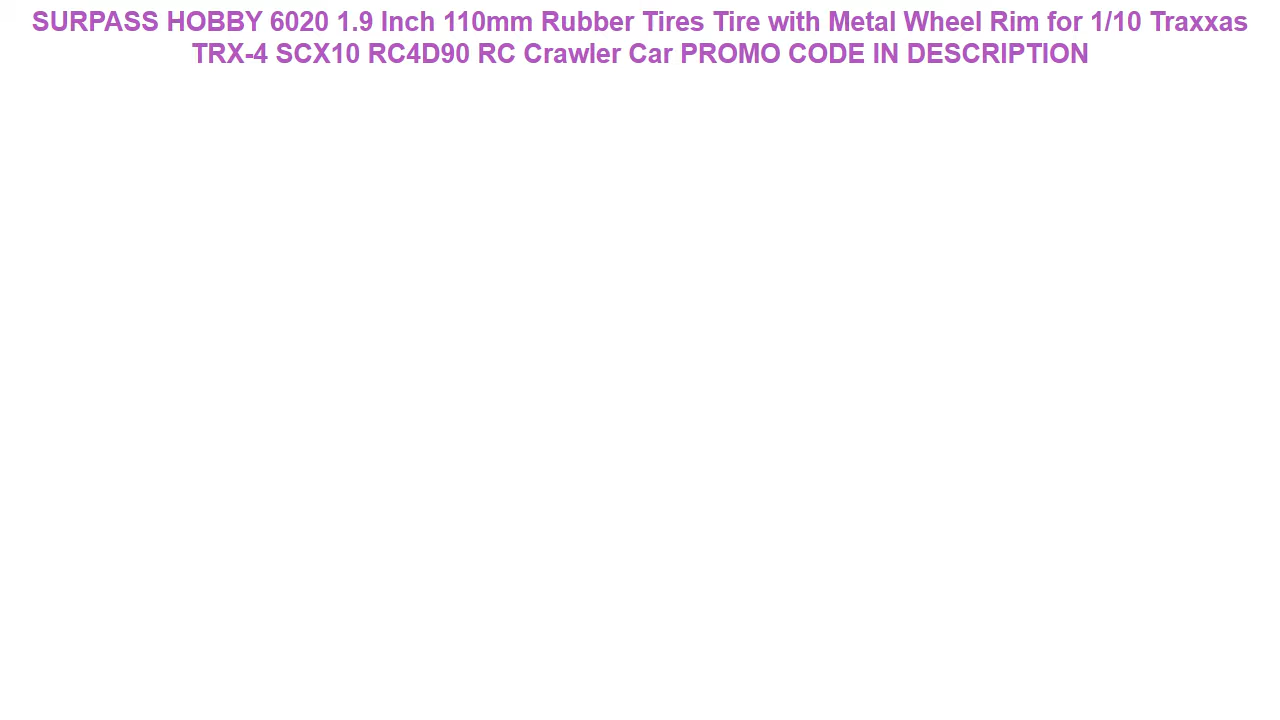 SURPASS HOBBY 6020 1.9 Inch 110mm Rubber Tires Tire with Metal Wheel Rim for 1/10 Traxxas
TRX-4 SCX10 RC4D90 RC Crawler Car PROMO CODE IN DESCRIPTION